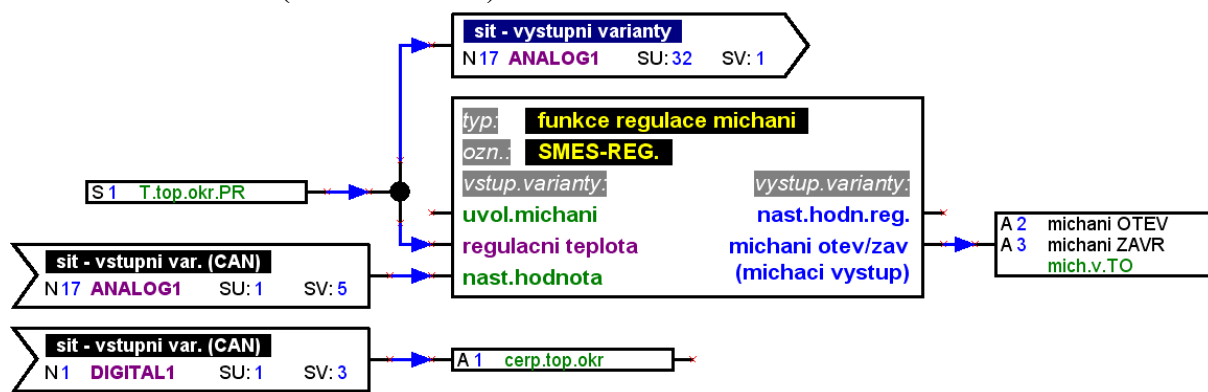 sit - vystupni varianty
N 17 ANALOG1 SU: 32 SV: 1
typ: funkce regulace michani
ozn.: SMES-REG.
vstup.varianty: vystup.varianty:
S 1 T.top.okr.PR
uvol.michani nast.hodn.reg.
regulacni teplota michani otev/zav
nast.hodnota (michaci vystup)
A 2 michani OTEV
A 3 michani ZAVR
mich.v.TO
sit - vstupni var. (CAN)
N 17 ANALOG1 SU: 1 SV: 5
sit - vstupni var. (CAN)
N 1 DIGITAL1 SU: 1 SV: 3
A 1 cerp.top.okr